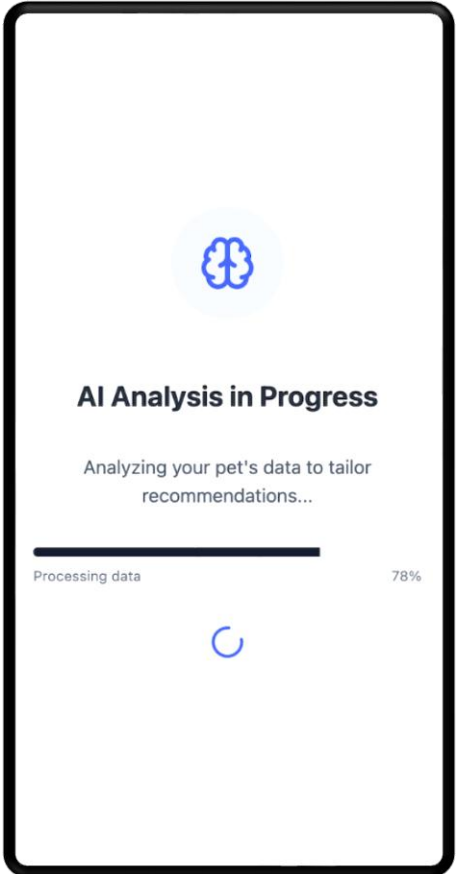 AI Analysis in Progress
Analyzing your pet's data to tailor
recommendations...
Processing data 78%